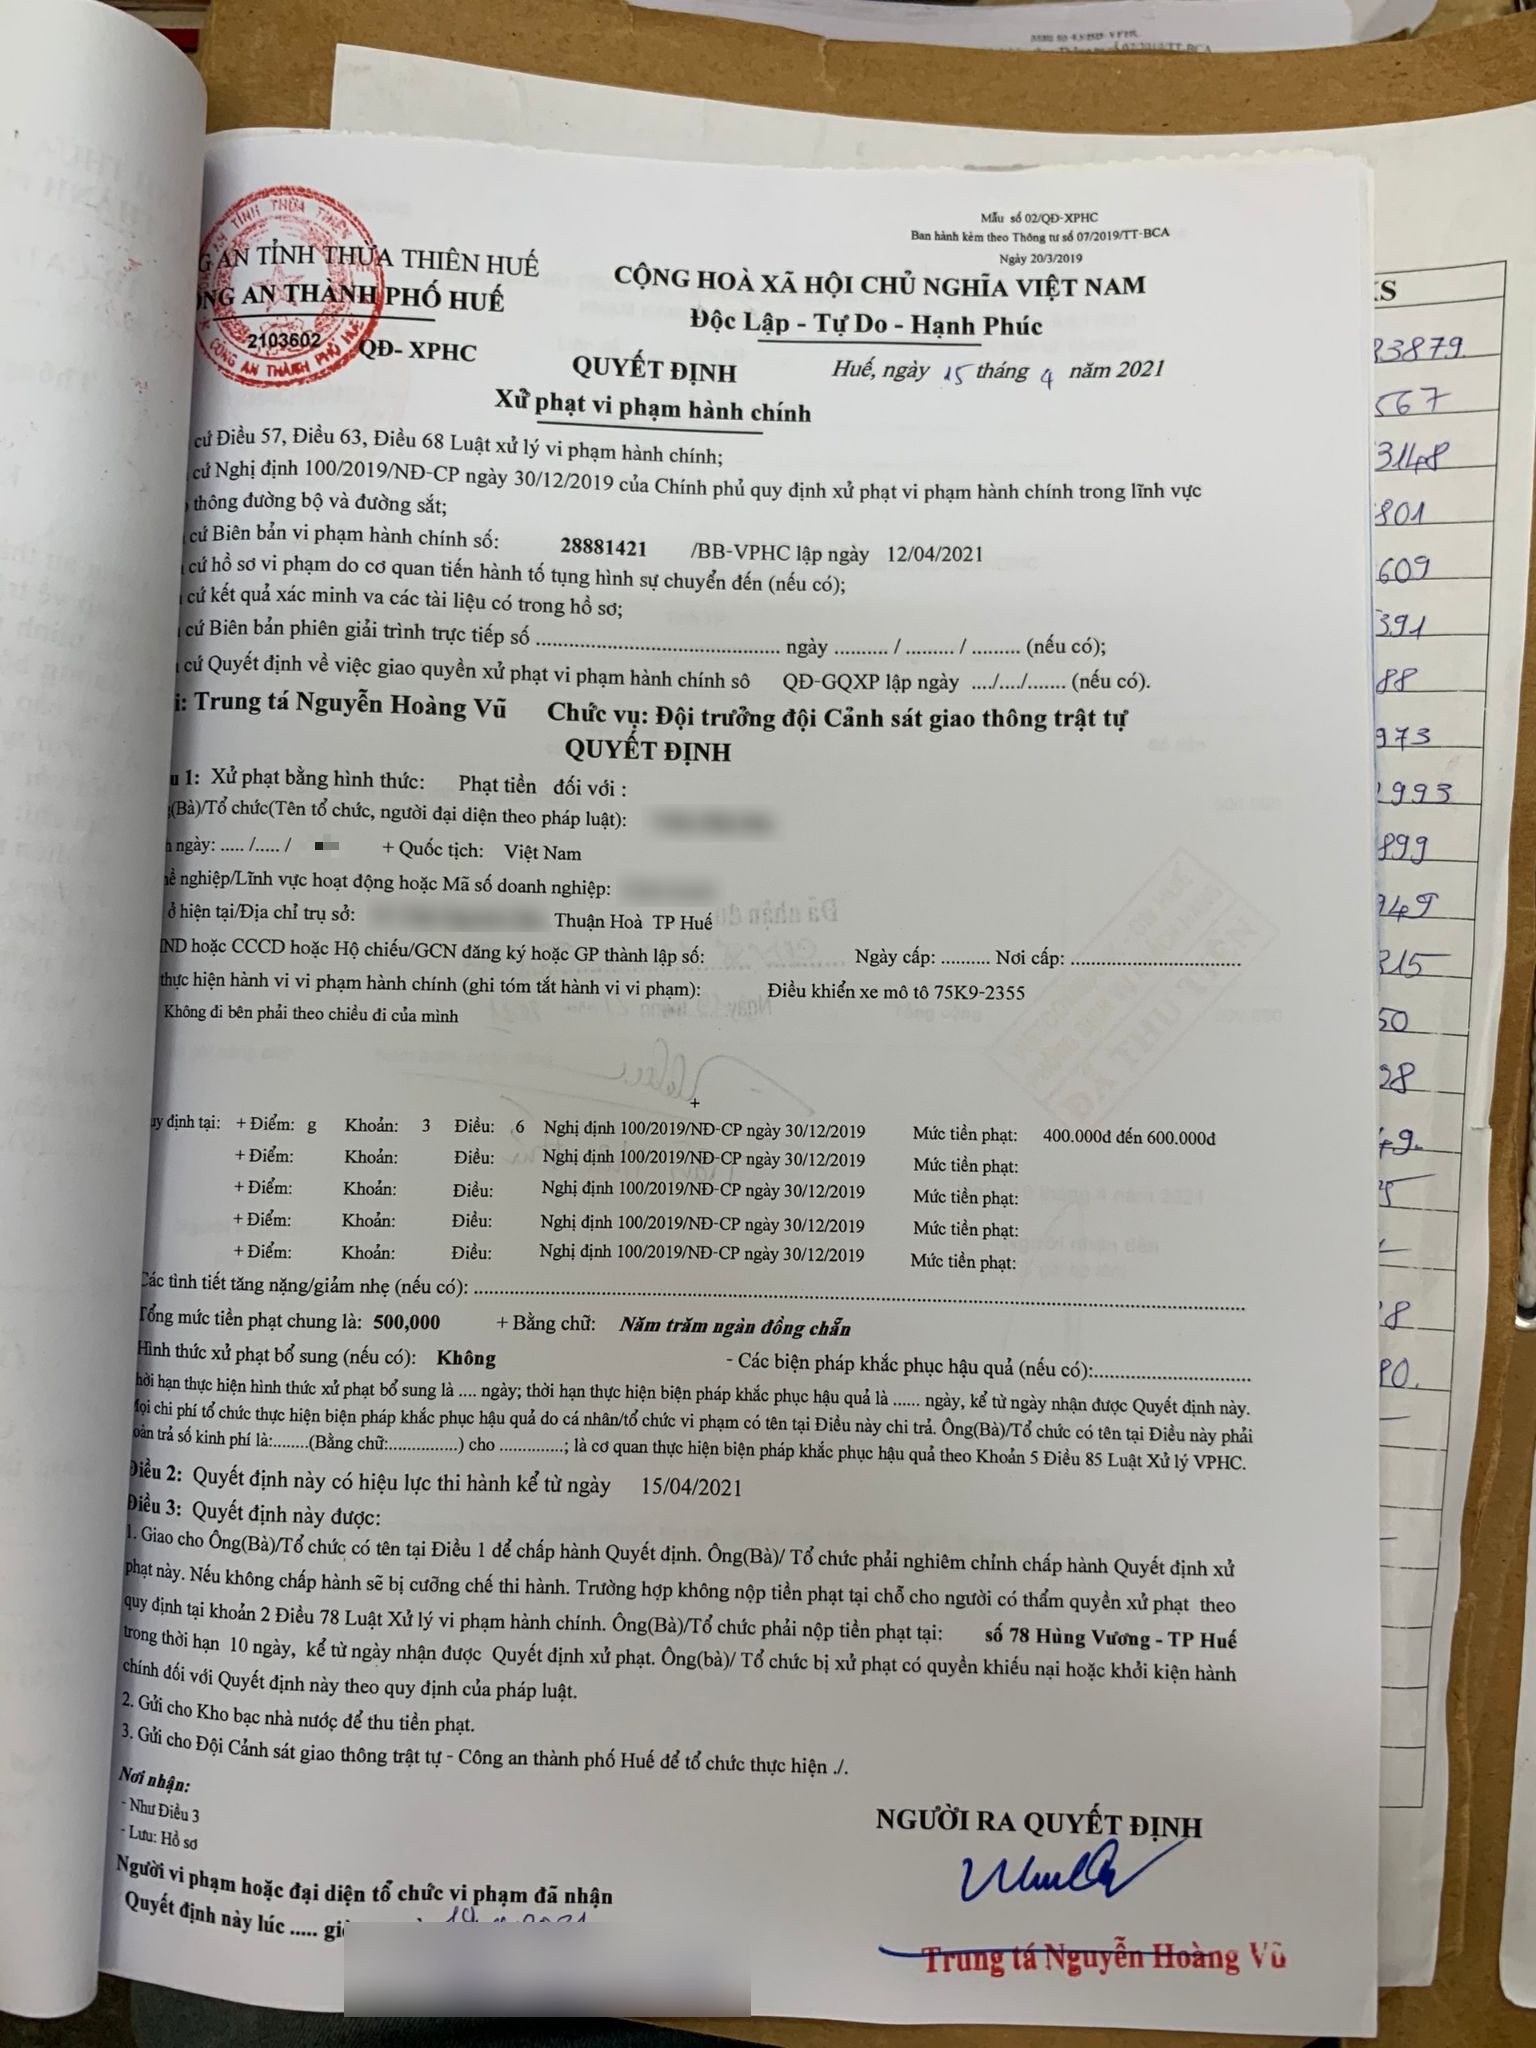 Mẫu số 02/QĐ-XPHC
Ban hành kèm theo Thông tư số 07/2019/TT-BCA
Ngày 20/3/2019
G AN TỈNH THỪA THIÊN HUẾ
ÔNG AN THÀNH PHỐ HUẾ
2103602 QĐ- XPHC
CÔNG AN THÀNH PHỐ HUẾ
CỘNG HOÀ XÃ HỘI CHỦ NGHĨA VIỆT NAM
Độc Lập - Tự Do - Hạnh Phúc
Huế, ngày 15 tháng 4 năm 2021
QUYẾT ĐỊNH
Xử phạt vi phạm hành chính
cứ Điều 57, Điều 63, Điều 68 Luật xử lý vi phạm hành chính;
cứ Nghị định 100/2019/NĐ-CP ngày 30/12/2019 của Chính phủ quy định xử phạt vi phạm hành chính trong lĩnh vực
thông đường bộ và đường sắt;
cứ Biên bản vi phạm hành chính số: 28881421 /BB-VPHC lập ngày 12/04/2021
cứ hồ sơ vi phạm do cơ quan tiến hành tố tụng hình sự chuyển đến (nếu có);
cứ kết quả xác minh va các tài liệu có trong hồ sơ;
cứ Biên bản phiên giải trình trực tiếp số ............................................. ngày .......... / ......... / ......... (nếu có);
cứ Quyết định về việc giao quyền xử phạt vi phạm hành chính sô QĐ-GQXP lập ngày ..../..../....... (nếu có).
i: Trung tá Nguyễn Hoàng Vũ Chức vụ: Đội trưởng đội Cảnh sát giao thông trật tự
QUYẾT ĐỊNH
u 1: Xử phạt bằng hình thức: Phạt tiền đối với :
(Bà)/Tổ chức(Tên tổ chức, người đại diện theo pháp luật):
ngày: ..... /..... / + Quốc tịch: Việt Nam
nghiệp/Lĩnh vực hoạt động hoặc Mã số doanh nghiệp:
ở hiện tại/Địa chỉ trụ sở: Thuận Hoà TP Huế
ND hoặc CCCD hoặc Hộ chiếu/GCN đăng ký hoặc GP thành lập số: Ngày cấp: .......... Nơi cấp: ..................................
thực hiện hành vi vi phạm hành chính (ghi tóm tắt hành vi vi phạm): Điều khiển xe mô tô 75K9-2355
Không đi bên phải theo chiều đi của mình
+
uy định tại: + Điểm: g Khoản: 3 Điều: 6 Nghị định 100/2019/NĐ-CP ngày 30/12/2019 Mức tiền phạt: 400.000đ đến 600.000đ
+ Điểm: Khoản: Điều: Nghị định 100/2019/NĐ-CP ngày 30/12/2019 Mức tiền phạt:
+ Điểm: Khoản: Điều: Nghị định 100/2019/NĐ-CP ngày 30/12/2019 Mức tiền phạt:
+ Điểm: Khoản: Điều: Nghị định 100/2019/NĐ-CP ngày 30/12/2019 Mức tiền phạt:
+ Điểm: Khoản: Điều: Nghị định 100/2019/NĐ-CP ngày 30/12/2019 Mức tiền phạt:
Các tình tiết tăng nặng/giảm nhẹ (nếu có): ........................................................................
Tổng mức tiền phạt chung là: 500,000 + Bằng chữ: Năm trăm ngàn đồng chẵn
Hình thức xử phạt bổ sung (nếu có): Không - Các biện pháp khắc phục hậu quả (nếu có):.............................
hời hạn thực hiện hình thức xử phạt bổ sung là .... ngày; thời hạn thực hiện biện pháp khắc phục hậu quả là ...... ngày, kể từ ngày nhận được Quyết định này.
Mọi chi phí tổ chức thực hiện biện pháp khắc phục hậu quả do cá nhân/tổ chức vi phạm có tên tại Điều này chi trả. Ông(Bà)/Tổ chức có tên tại Điều này phải
oàn trả số kinh phí là:........(Bằng chữ:...............) cho ..............; là cơ quan thực hiện biện pháp khắc phục hậu quả theo Khoản 5 Điều 85 Luật Xử lý VPHC.
Điều 2: Quyết định này có hiệu lực thi hành kể từ ngày 15/04/2021
Điều 3: Quyết định này được:
1. Giao cho Ông(Bà)/Tổ chức có tên tại Điều 1 để chấp hành Quyết định. Ông(Bà)/ Tổ chức phải nghiêm chỉnh chấp hành Quyết định xử
phạt này. Nếu không chấp hành sẽ bị cưỡng chế thi hành. Trường hợp không nộp tiền phạt tại chỗ cho người có thẩm quyền xử phạt theo
quy định tại khoản 2 Điều 78 Luật Xử lý vi phạm hành chính. Ông(Bà)/Tổ chức phải nộp tiền phạt tại: số 78 Hùng Vương - TP Huế
trong thời hạn 10 ngày, kể từ ngày nhận được Quyết định xử phạt. Ông(bà)/ Tổ chức bị xử phạt có quyền khiếu nại hoặc khởi kiện hành
chính đối với Quyết định này theo quy định của pháp luật.
2. Gửi cho Kho bạc nhà nước để thu tiền phạt.
3. Gửi cho Đội Cảnh sát giao thông trật tự - Công an thành phố Huế để tổ chức thực hiện ./.
Nơi nhận:
- Như Điều 3
- Lưu: Hồ sơ
Người vi phạm hoặc đại diện tổ chức vi phạm đã nhận
Quyết định này lúc ..... gi
NGƯỜI RA QUYẾT ĐỊNH
Trung tá Nguyễn Hoàng Vũ
KS
83879
567
3148
801
609
391
88
973
1993
899
949
215
50
28
49.
5
8
90.